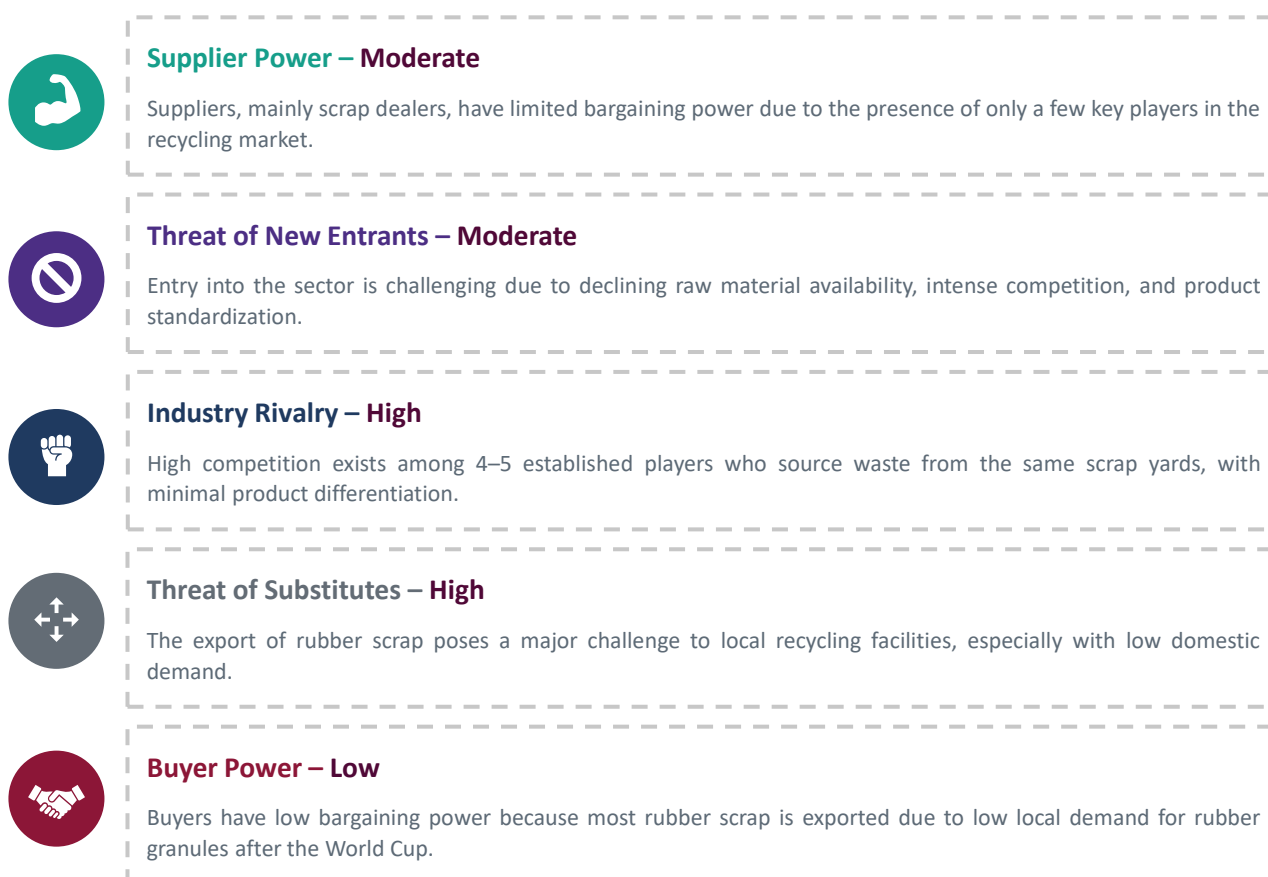 Supplier Power – Moderate
Suppliers, mainly scrap dealers, have limited bargaining power due to the presence of only a few key players in the
recycling market.
Threat of New Entrants – Moderate
Entry into the sector is challenging due to declining raw material availability, intense competition, and product
standardization.
Industry Rivalry – High
High competition exists among 4–5 established players who source waste from the same scrap yards, with
minimal product differentiation.
Threat of Substitutes – High
The export of rubber scrap poses a major challenge to local recycling facilities, especially with low domestic
demand.
Buyer Power – Low
Buyers have low bargaining power because most rubber scrap is exported due to low local demand for rubber
granules after the World Cup.